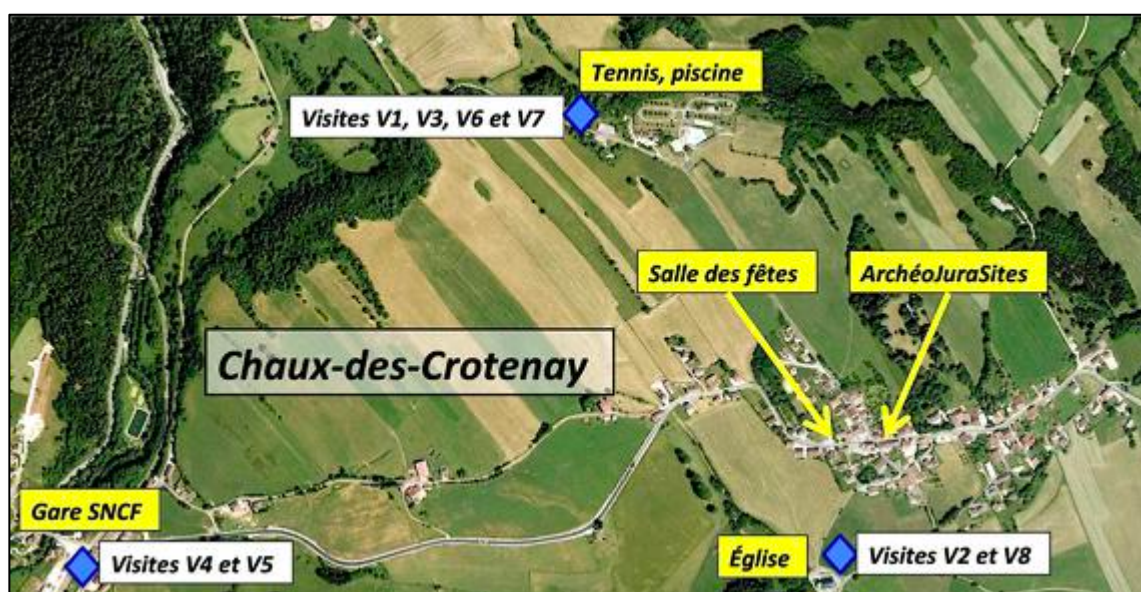 Tennis, piscine
Visites V1, V3, V6 et V7
Salle des fêtes
ArchéoJuraSites
Chaux-des-Crotenay
Gare SNCF
Visites V4 et V5
Église
Visites V2 et V8